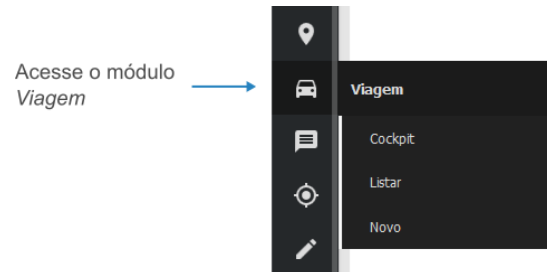 Acesse o módulo
Viagem
Viagem
Cockpit
Listar
Novo